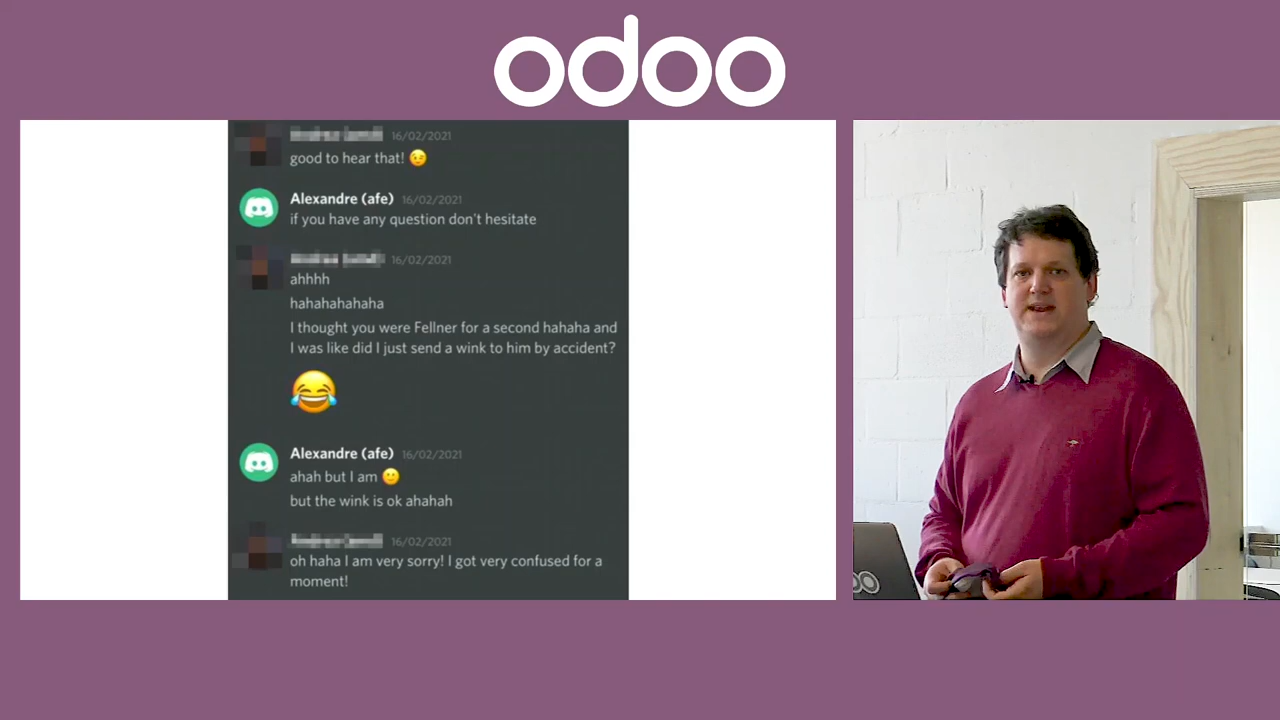 odoo
16/02/2021
good to hear that! 😉
Alexandre (afe) 16/02/2021
if you have any question don't hesitate
16/02/2021
ahhhh
hahahahahaha
I thought you were Fellner for a second hahaha and
I was like did I just send a wink to him by accident?
😂
Alexandre (afe) 16/02/2021
ahah but I am 🙂
but the wink is ok ahahah
16/02/2021
oh haha I am very sorry! I got very confused for a
moment!